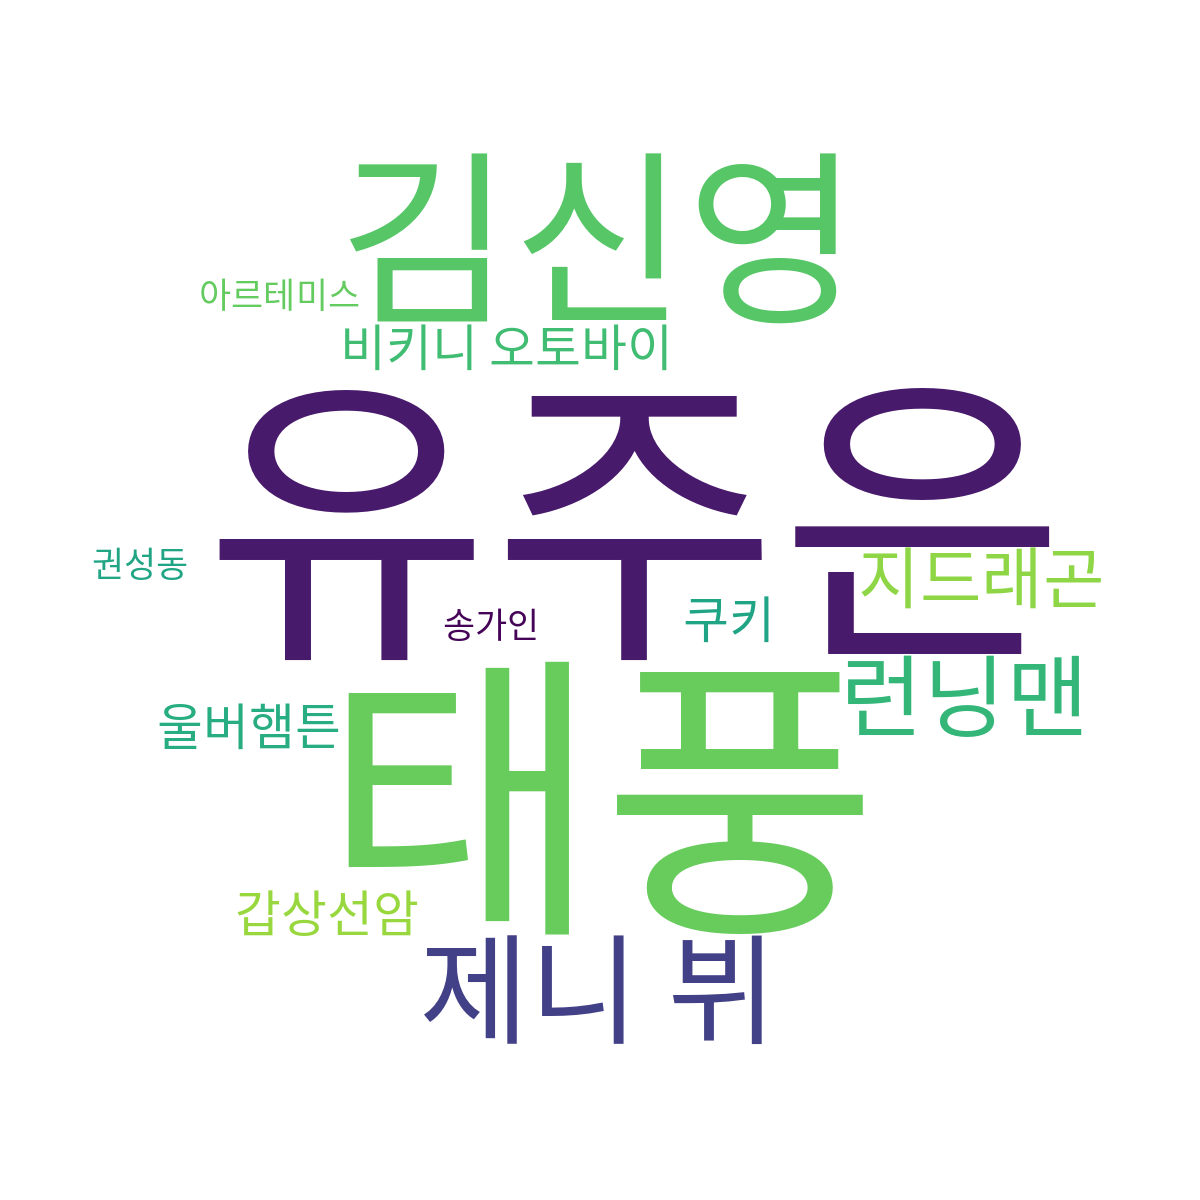 김신영
아르테미스
비키니 오토바이
유주은
권성동
지드래곤
송가인
쿠키
런닝맨
울버햄튼
태풍
갑상선암
제니 뷔